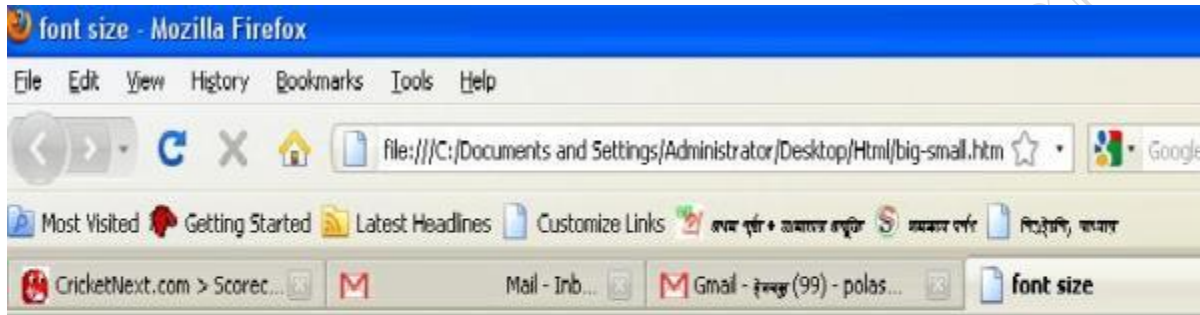 font size - Mozilla Firefox
File Edit View History Bookmarks Tools Help
file:///C:/Documents and Settings/Administrator/Desktop/Html/big-small.htm Google
Most Visited Getting Started Latest Headlines Customize Links
CricketNext.com > Scorec... Mail - Inb... Gmail - (99) - polas... font size